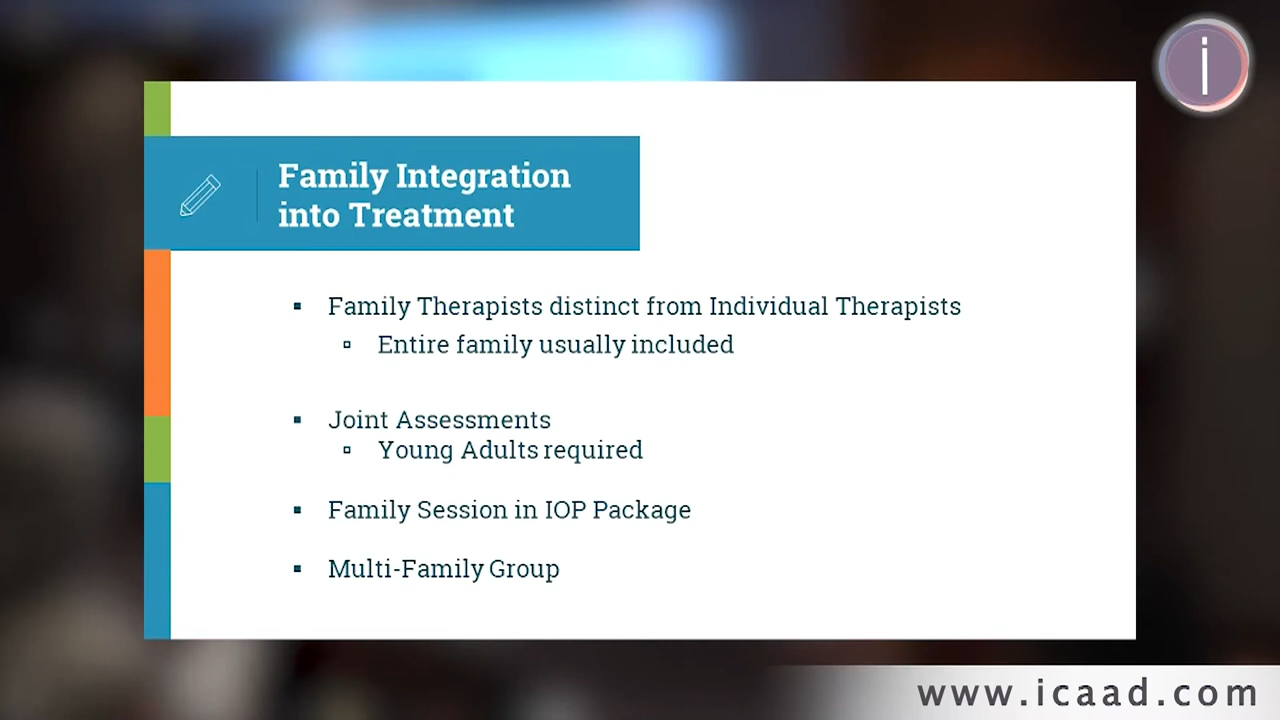 i
Family Integration
into Treatment
Family Therapists distinct from Individual Therapists
Entire family usually included
Joint Assessments
Young Adults required
Family Session in IOP Package
Multi-Family Group
www.icaad.com